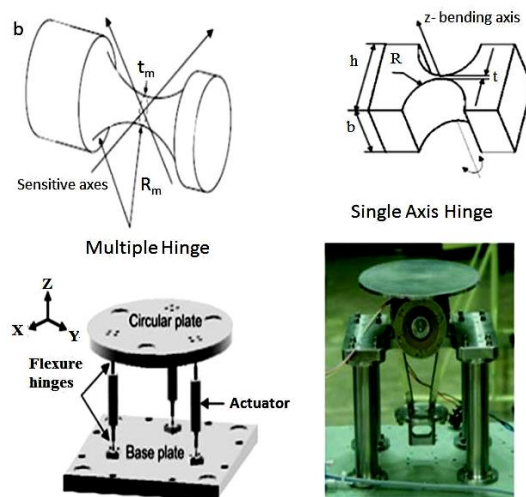 b
t_m
Sensitive axes
R_m
Multiple Hinge
z- bending axis
h
R
t
b
Single Axis Hinge
Z
X
Y
Circular plate
Flexure
hinges
Actuator
Base plate